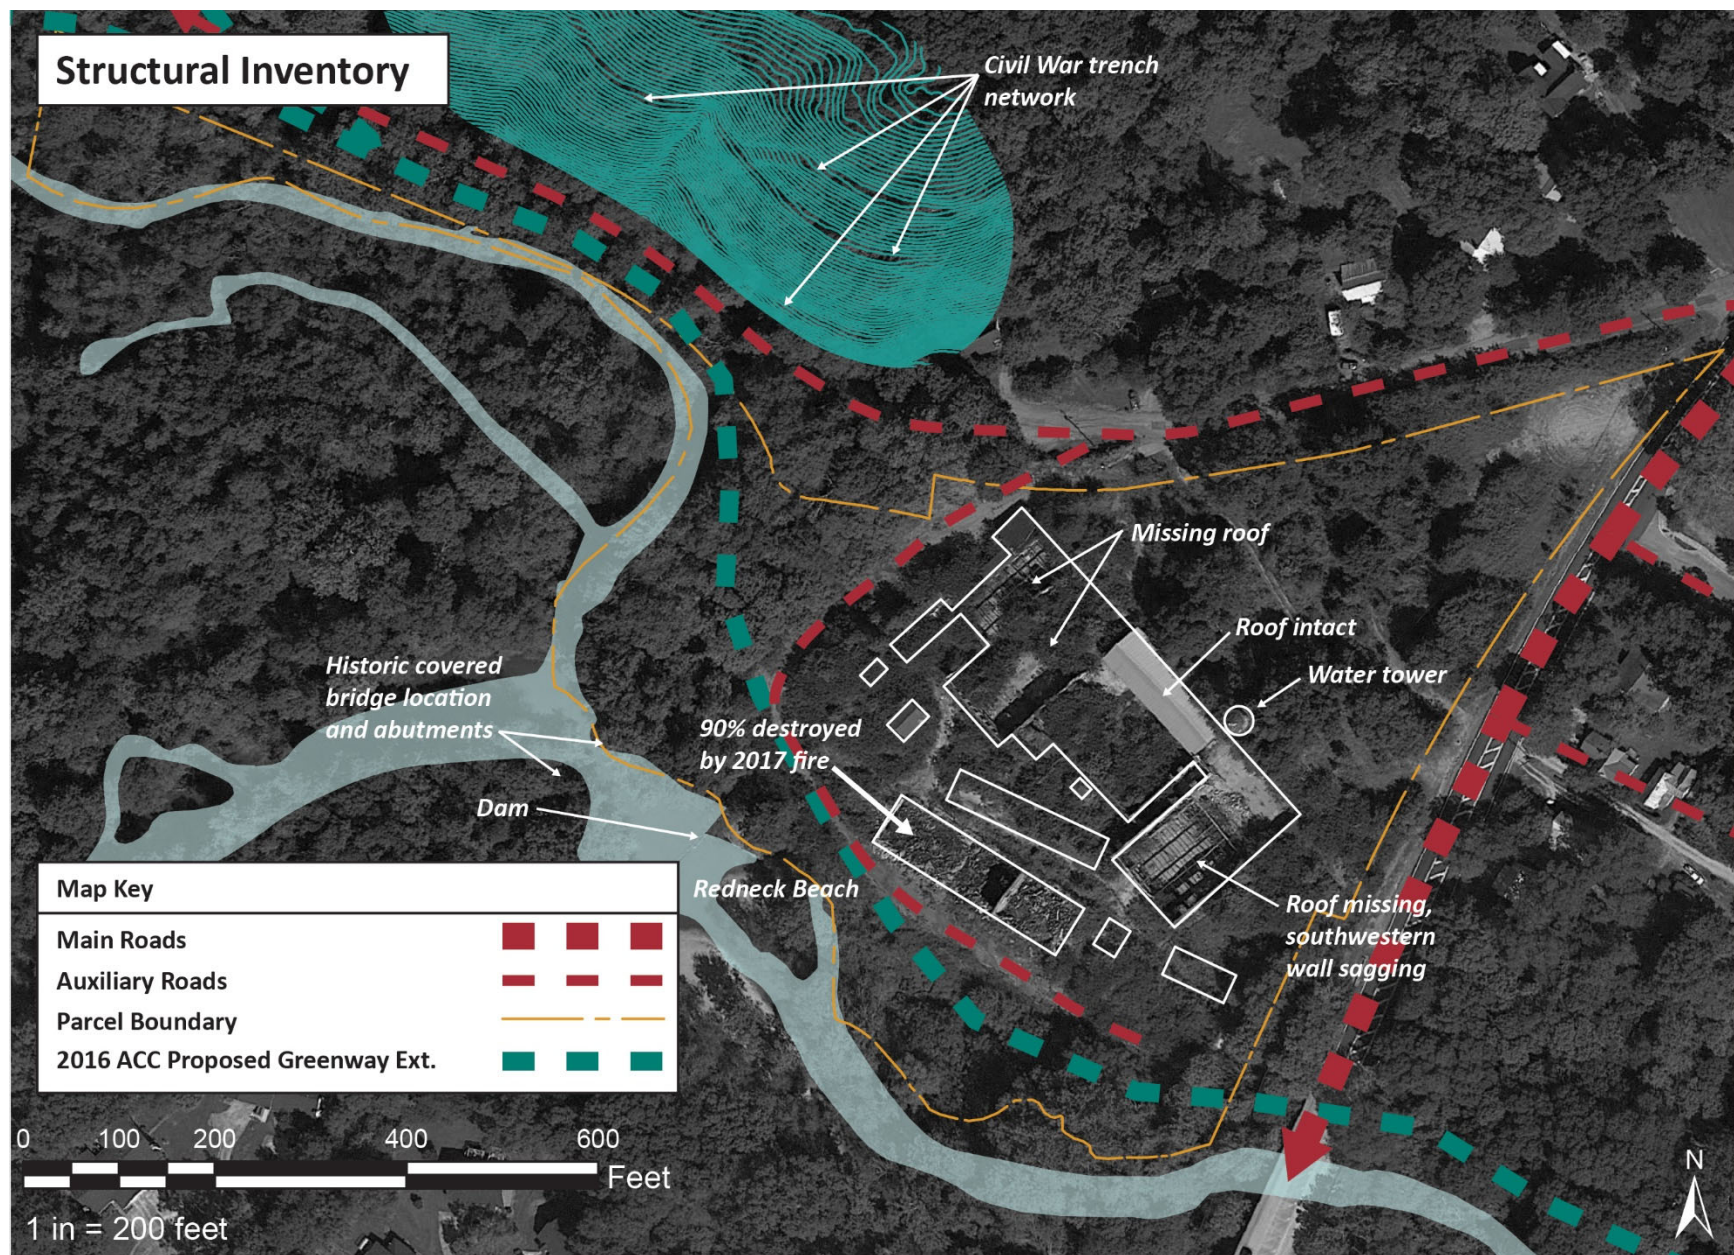 Structural Inventory
Civil War trench
network
Missing roof
Roof intact
Water tower
Historic covered
bridge location
and abutments
90% destroyed
by 2017 fire
Dam
Redneck Beach
Roof missing,
southwestern
wall sagging
Map Key
Main Roads
Auxiliary Roads
Parcel Boundary
2016 ACC Proposed Greenway Ext.
0 100 200 400 600
Feet
1 in = 200 feet
N